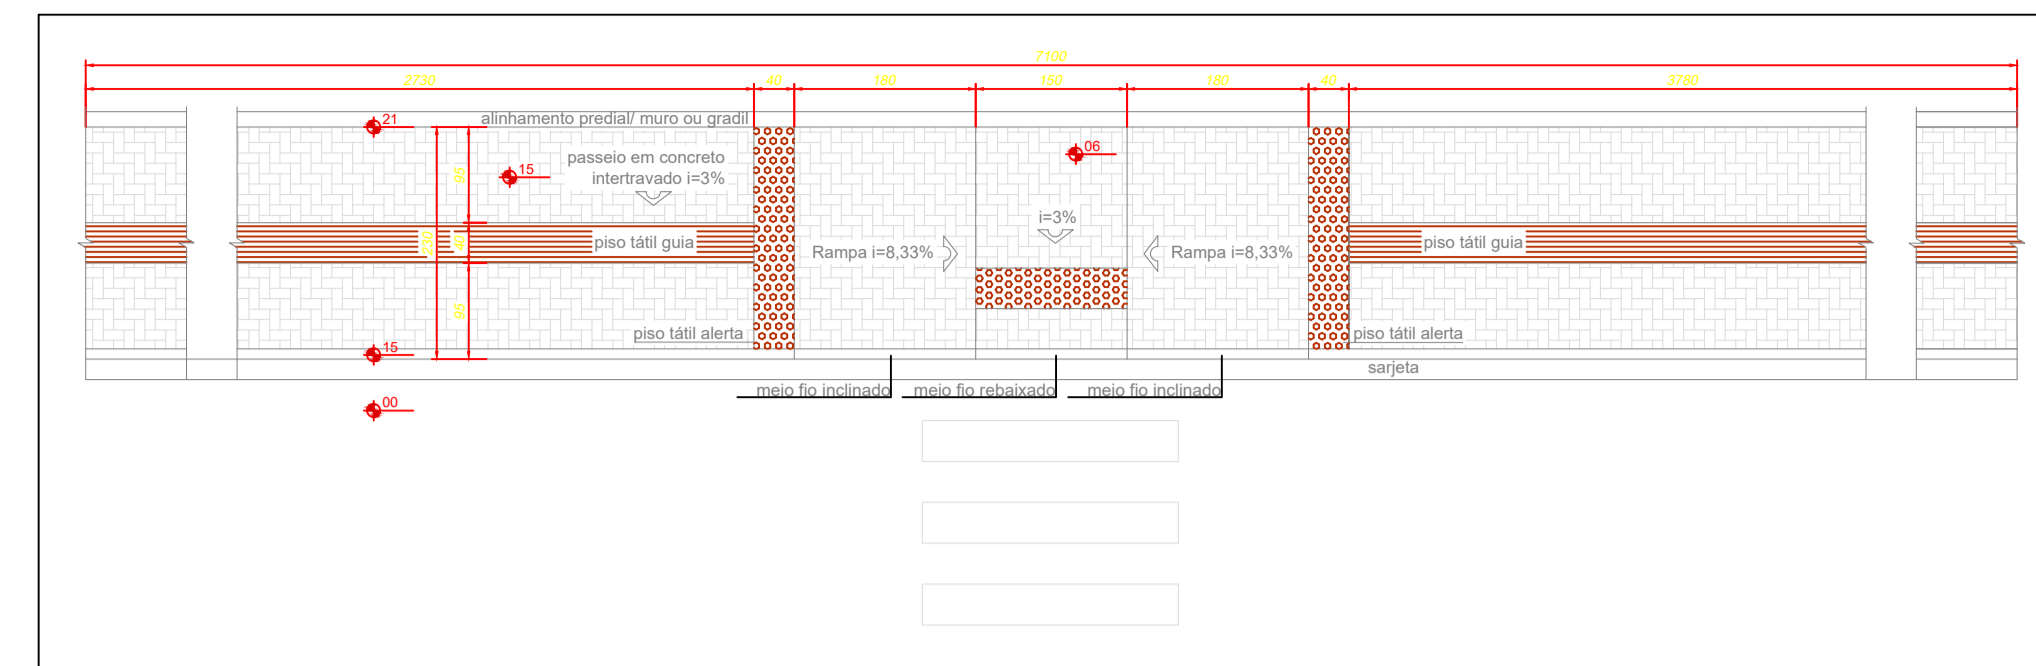 7100
2730
40
180
150
180
40
3780
alinhamento predial/ muro ou gradil
21
06
passeio em concreto
intertravado i=3%
15
95
i=3%
230
40
piso tátil guia
Rampa i=8,33%
Rampa i=8,33%
piso tátil guia
95
piso tátil alerta
piso tátil alerta
15
sarjeta
meio fio inclinado
meio fio rebaixado
meio fio inclinado
00